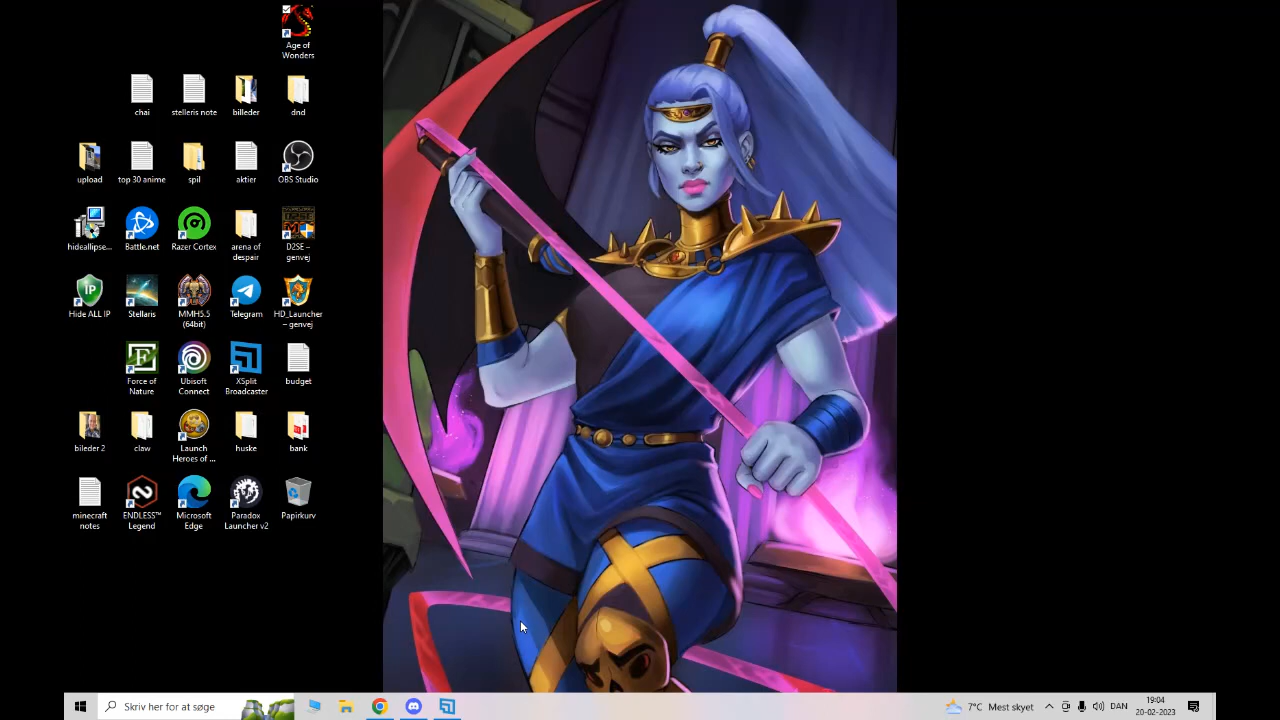 Age of
Wonders
chai
stelleris note
billeder
dnd
upload
top 30 anime
spil
aktier
OBS Studio
hideallipse...
Battle.net
Razer Cortex
arena of
despair
D2SE –
genvej
Hide ALL IP
Stellaris
MMH5.5
(64bit)
Telegram
HD_Launcher
– genvej
Force of
Nature
Ubisoft
Connect
XSplit
Broadcaster
budget
bileder 2
claw
Launch
Heroes of ...
huske
bank
minecraft
notes
ENDLESS™
Legend
Microsoft
Edge
Paradox
Launcher v2
Papirkurv
Skriv her for at søge
7°C Mest skyet
DAN
19:04
20-02-2023